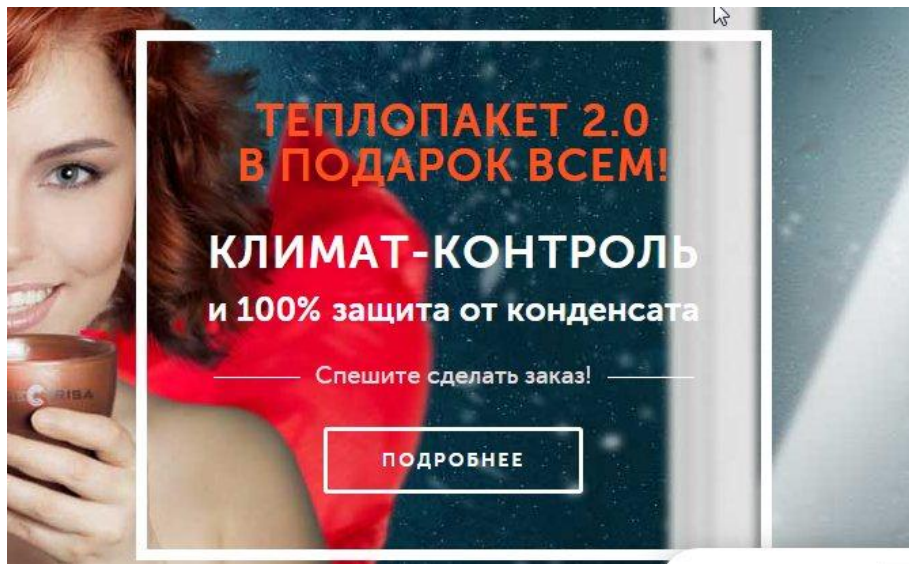 ТЕПЛОПАКЕТ 2.0
В ПОДАРОК ВСЕМ!
КЛИМАТ-КОНТРОЛЬ
и 100% защита от конденсата
Спешите сделать заказ!
ПОДРОБНЕЕ